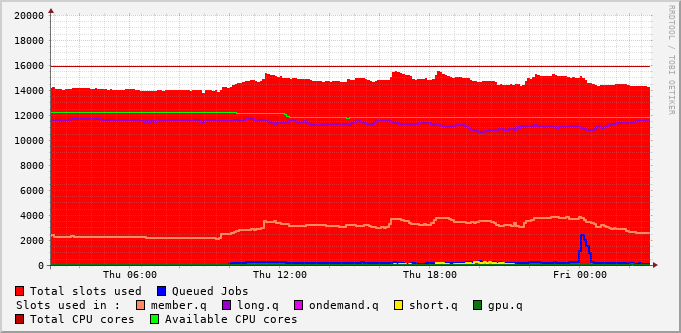 RRDTOOL / TOBI OETIKER
20000
18000
16000
14000
12000
10000
8000
6000
4000
2000
0
Thu 06:00 Thu 12:00 Thu 18:00 Fri 00:00
Total slots used Queued Jobs
Slots used in : member.q long.q ondemand.q short.q gpu.q
Total CPU cores Available CPU cores